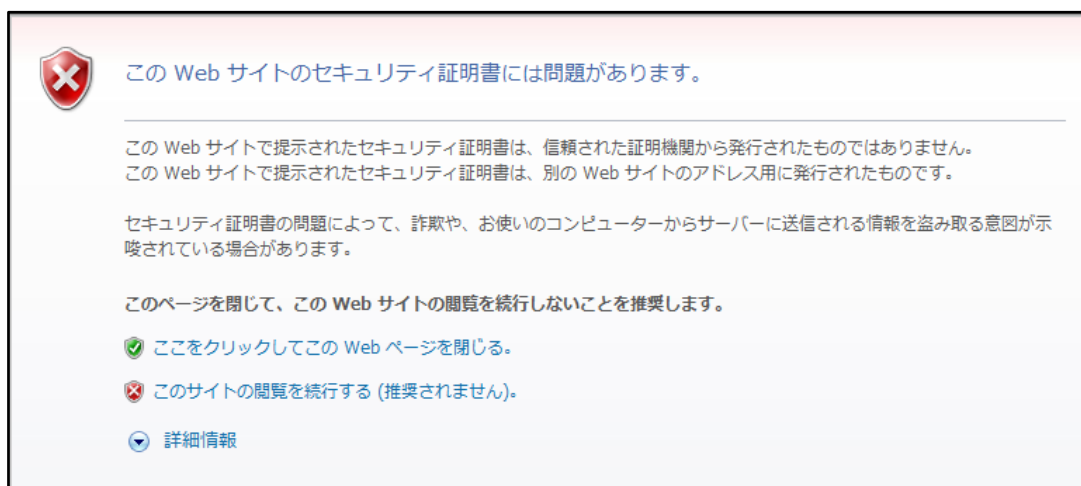 この Web サイトのセキュリティ証明書には問題があります。
この Web サイトで提示されたセキュリティ証明書は、信頼された証明機関から発行されたものではありません。
この Web サイトで提示されたセキュリティ証明書は、別の Web サイトのアドレス用に発行されたものです。
セキュリティ証明書の問題によって、詐欺や、お使いのコンピューターからサーバーに送信される情報を盗み取る意図が示
唆されている場合があります。
このページを閉じて、この Web サイトの閲覧を続行しないことを推奨します。
ここをクリックしてこの Web ページを閉じる。
このサイトの閲覧を続行する (推奨されません)。
詳細情報